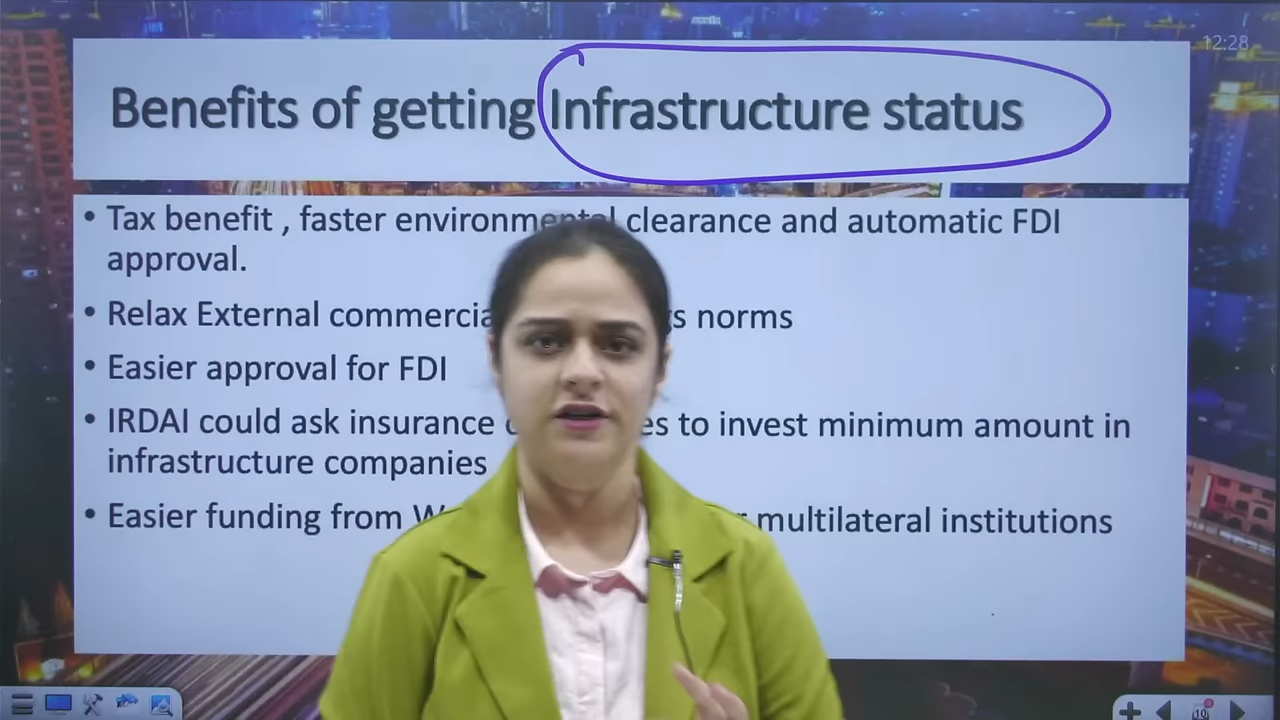 12:28
Benefits of getting Infrastructure status
• Tax benefit , faster environmental clearance and automatic FDI
approval.
• Relax External commercia s norms
• Easier approval for FDI
• IRDAI could ask insurance es to invest minimum amount in
infrastructure companies
• Easier funding from W multilateral institutions
10